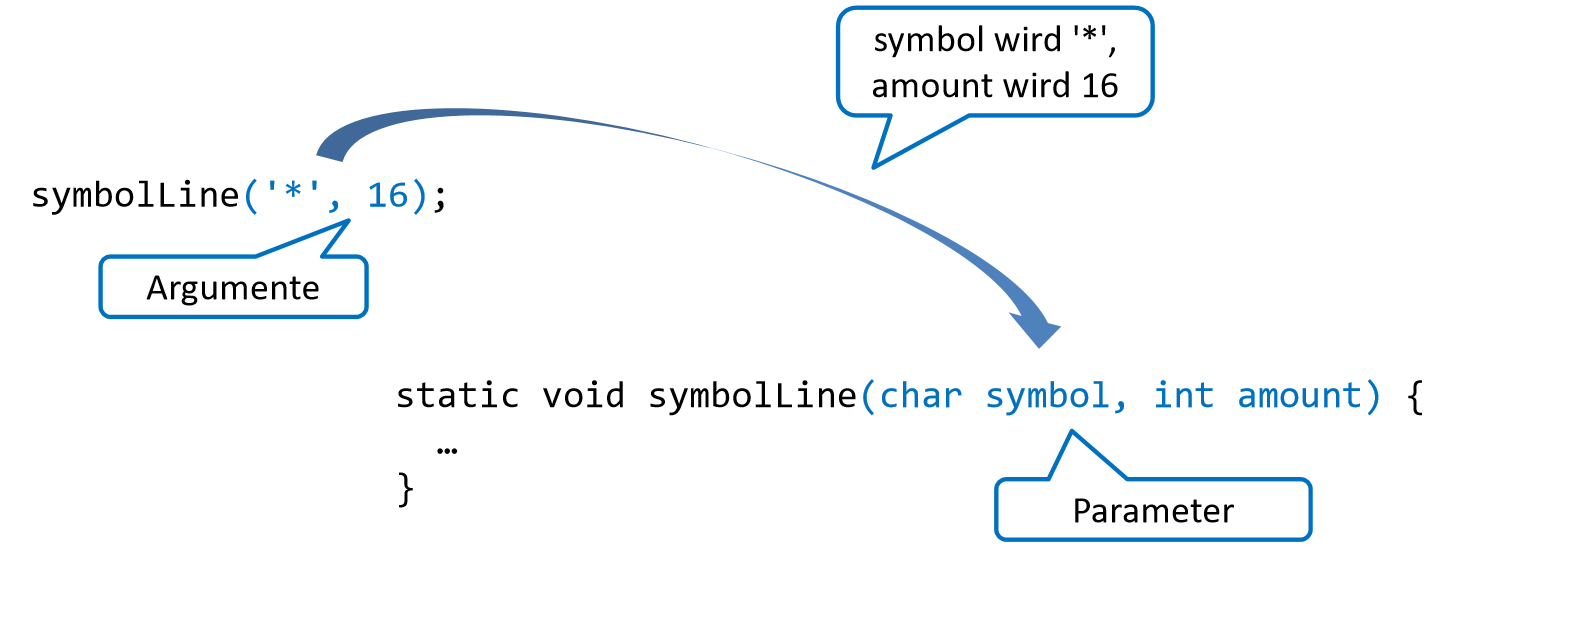 symbol wird '*',
amount wird 16
symbolLine('*', 16);
Argumente
static void symbolLine(char symbol, int amount) {
…
}
Parameter